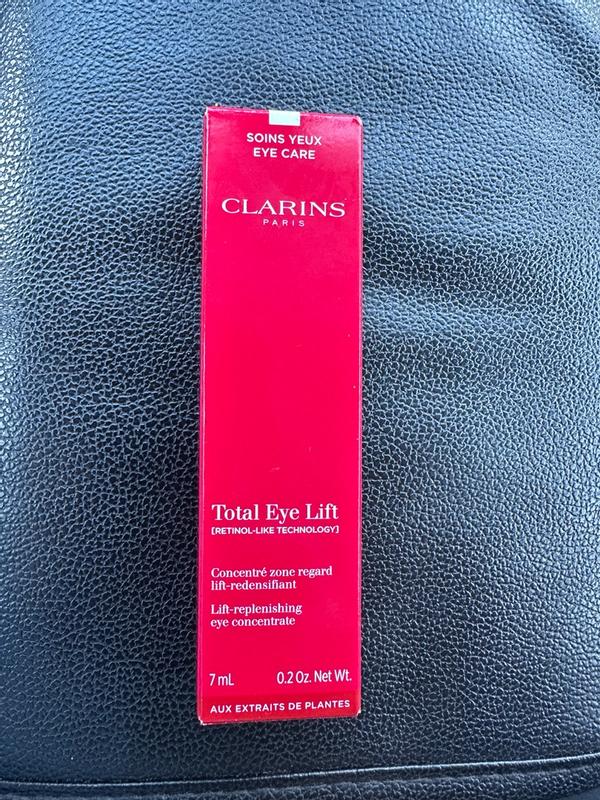 SOINS YEUX
EYE CARE
CLARINS
PARIS
Total Eye Lift
[RETINOL-LIKE TECHNOLOGY]
Concentré zone regard
lift-redensifiant
Lift-replenishing
eye concentrate
7 mL 0.2 Oz. Net Wt.
AUX EXTRAITS DE PLANTES